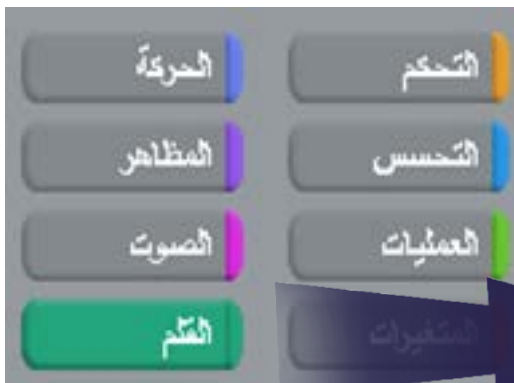 التحكم
الحركة
التحسس
المظاهر
العمليات
الصوت
المتغيرات
القلم